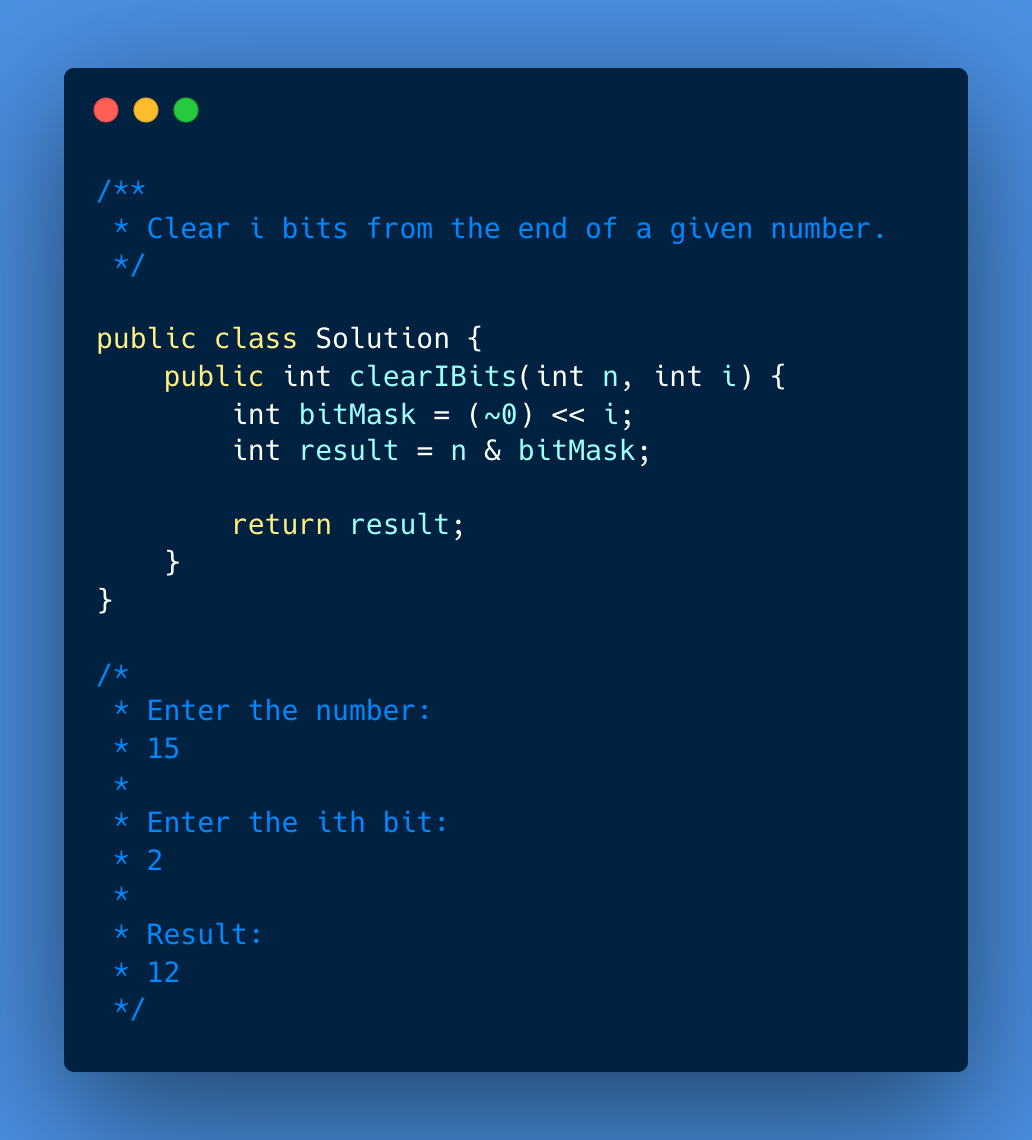 /**
 * Clear i bits from the end of a given number.
 */
public class Solution {
    public int clearIBits(int n, int i) {
        int bitMask = (~0) << i;
        int result = n & bitMask;
        return result;
    }
}
/*
 * Enter the number:
 * 15
 *
 * Enter the ith bit:
 * 2
 *
 * Result:
 * 12
 */